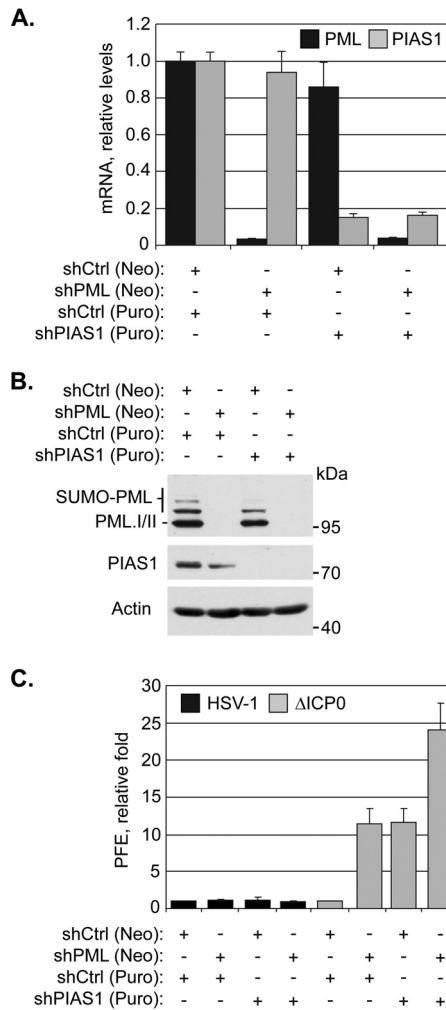 A.
PML PIAS1
mRNA, relative levels
1.2
1.0
0.8
0.6
0.4
0.2
0
shCtrl (Neo): + - + -
shPML (Neo): - + - +
shCtrl (Puro): + + - -
shPIAS1 (Puro): - - + +
B.
shCtrl (Neo): + - + -
shPML (Neo): - + - +
shCtrl (Puro): + + - -
shPIAS1 (Puro): - - + +
kDa
SUMO-PML
PML.I/II
-95
PIAS1
-70
Actin
-40
C.
HSV-1 ΔICP0
PFE, relative fold
30
25
20
15
10
5
0
shCtrl (Neo): + - + - + - + -
shPML (Neo): - + - + - + - +
shCtrl (Puro): + + - - + + - -
shPIAS1 (Puro): - - + + - - + +